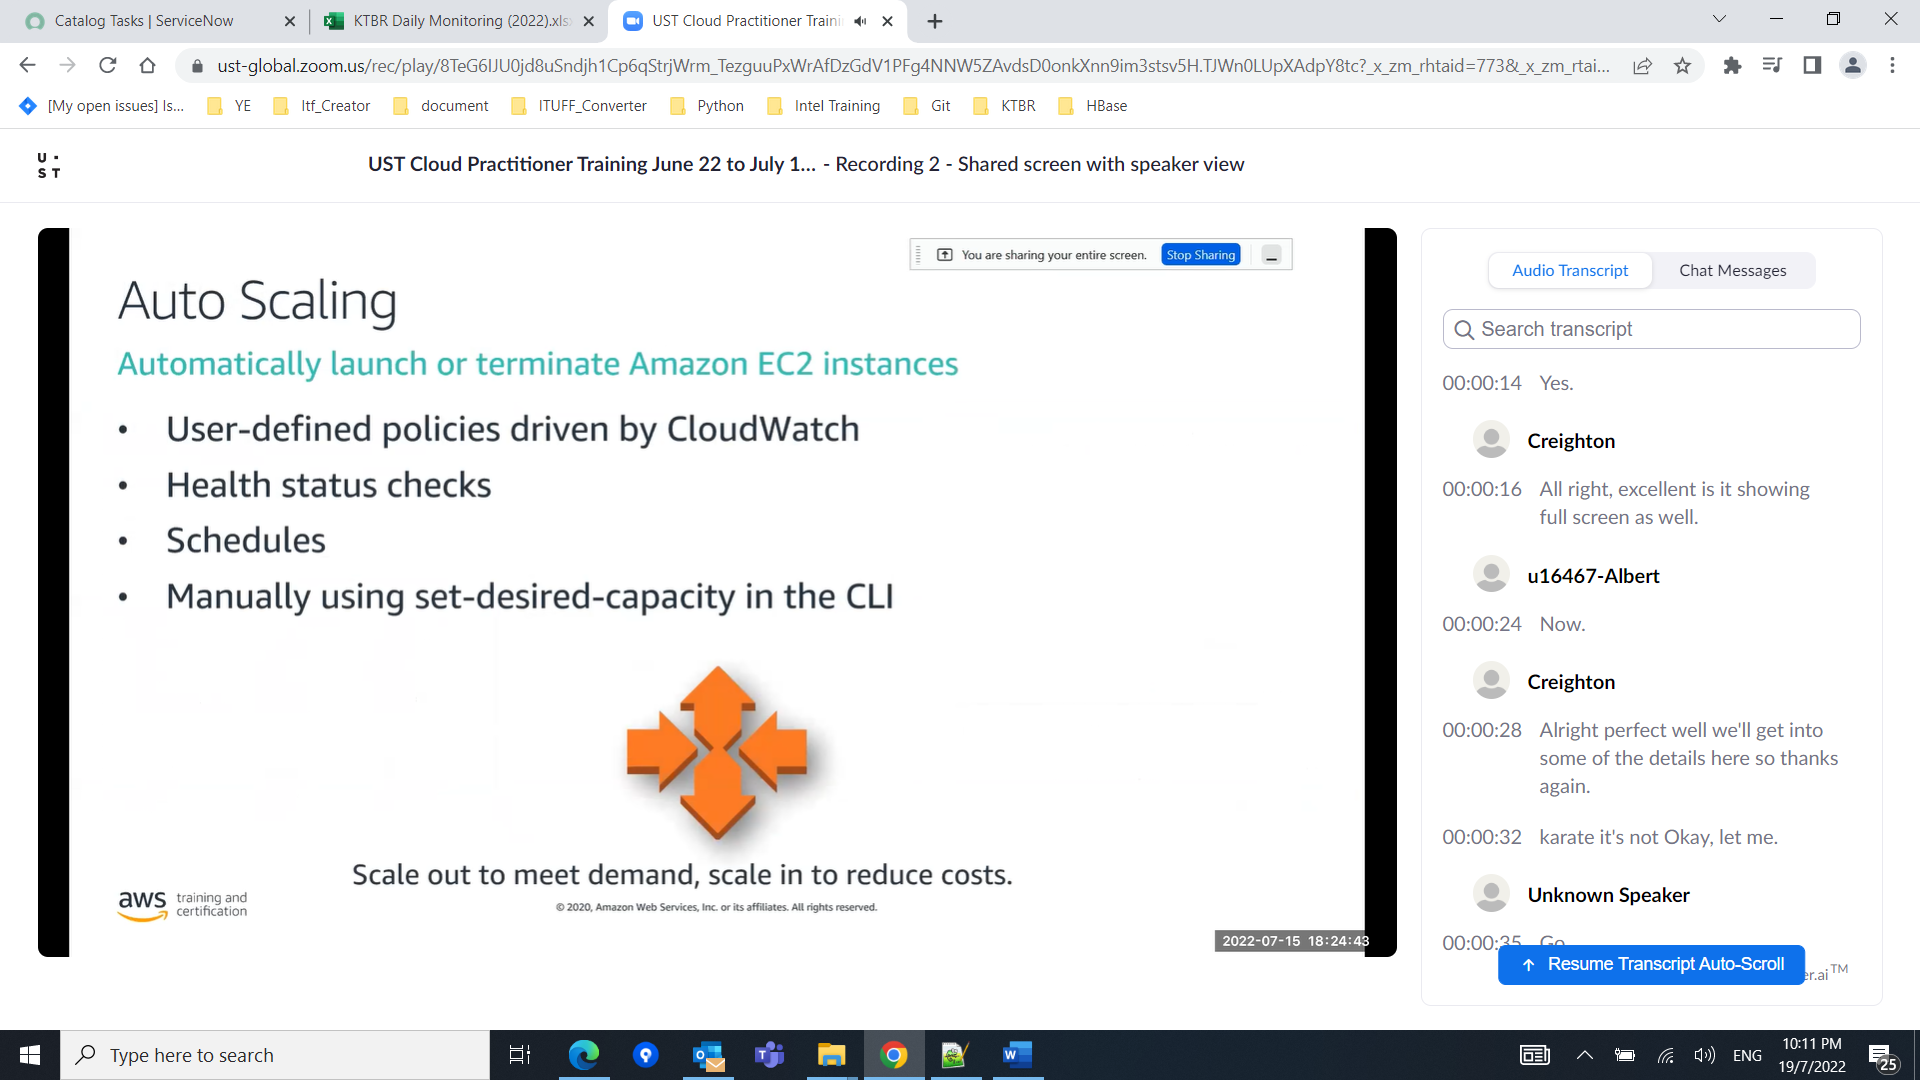 Catalog Tasks | ServiceNow
KTBR Daily Monitoring (2022).xls
UST Cloud Practitioner Traini
ust-global.zoom.us/rec/play/8TeG6IJU0jd8uSndjh1Cp6qStrjWrm_TezguuPxWrAfDzGdV1PFg4NNW5ZAvdsD0onkXnn9im3stsv5H.TJWn0LUpXAdpY8tc?_x_zm_rhtaid=773&_x_zm_rtai...
[My open issues] Is...
YE
Itf_Creator
document
ITUFF_Converter
Python
Intel Training
Git
KTBR
HBase
U
S T
UST Cloud Practitioner Training June 22 to July 1... - Recording 2 - Shared screen with speaker view
You are sharing your entire screen.
Stop Sharing
Auto Scaling
Automatically launch or terminate Amazon EC2 instances
• User-defined policies driven by CloudWatch
• Health status checks
• Schedules
• Manually using set-desired-capacity in the CLI
Scale out to meet demand, scale in to reduce costs.
aws training and
certification
© 2020, Amazon Web Services, Inc. or its affiliates. All rights reserved.
2022-07-15 18:24:43
Audio Transcript
Chat Messages
Search transcript
00:00:14 Yes.
Creighton
00:00:16 All right, excellent is it showing
full screen as well.
u16467-Albert
00:00:24 Now.
Creighton
00:00:28 Alright perfect well we'll get into
some of the details here so thanks
again.
00:00:32 karate it's not Okay, let me.
Unknown Speaker
00:00:35 Go
Resume Transcript Auto-Scroll
er.ai™
Type here to search
ENG
10:11 PM
19/7/2022
25